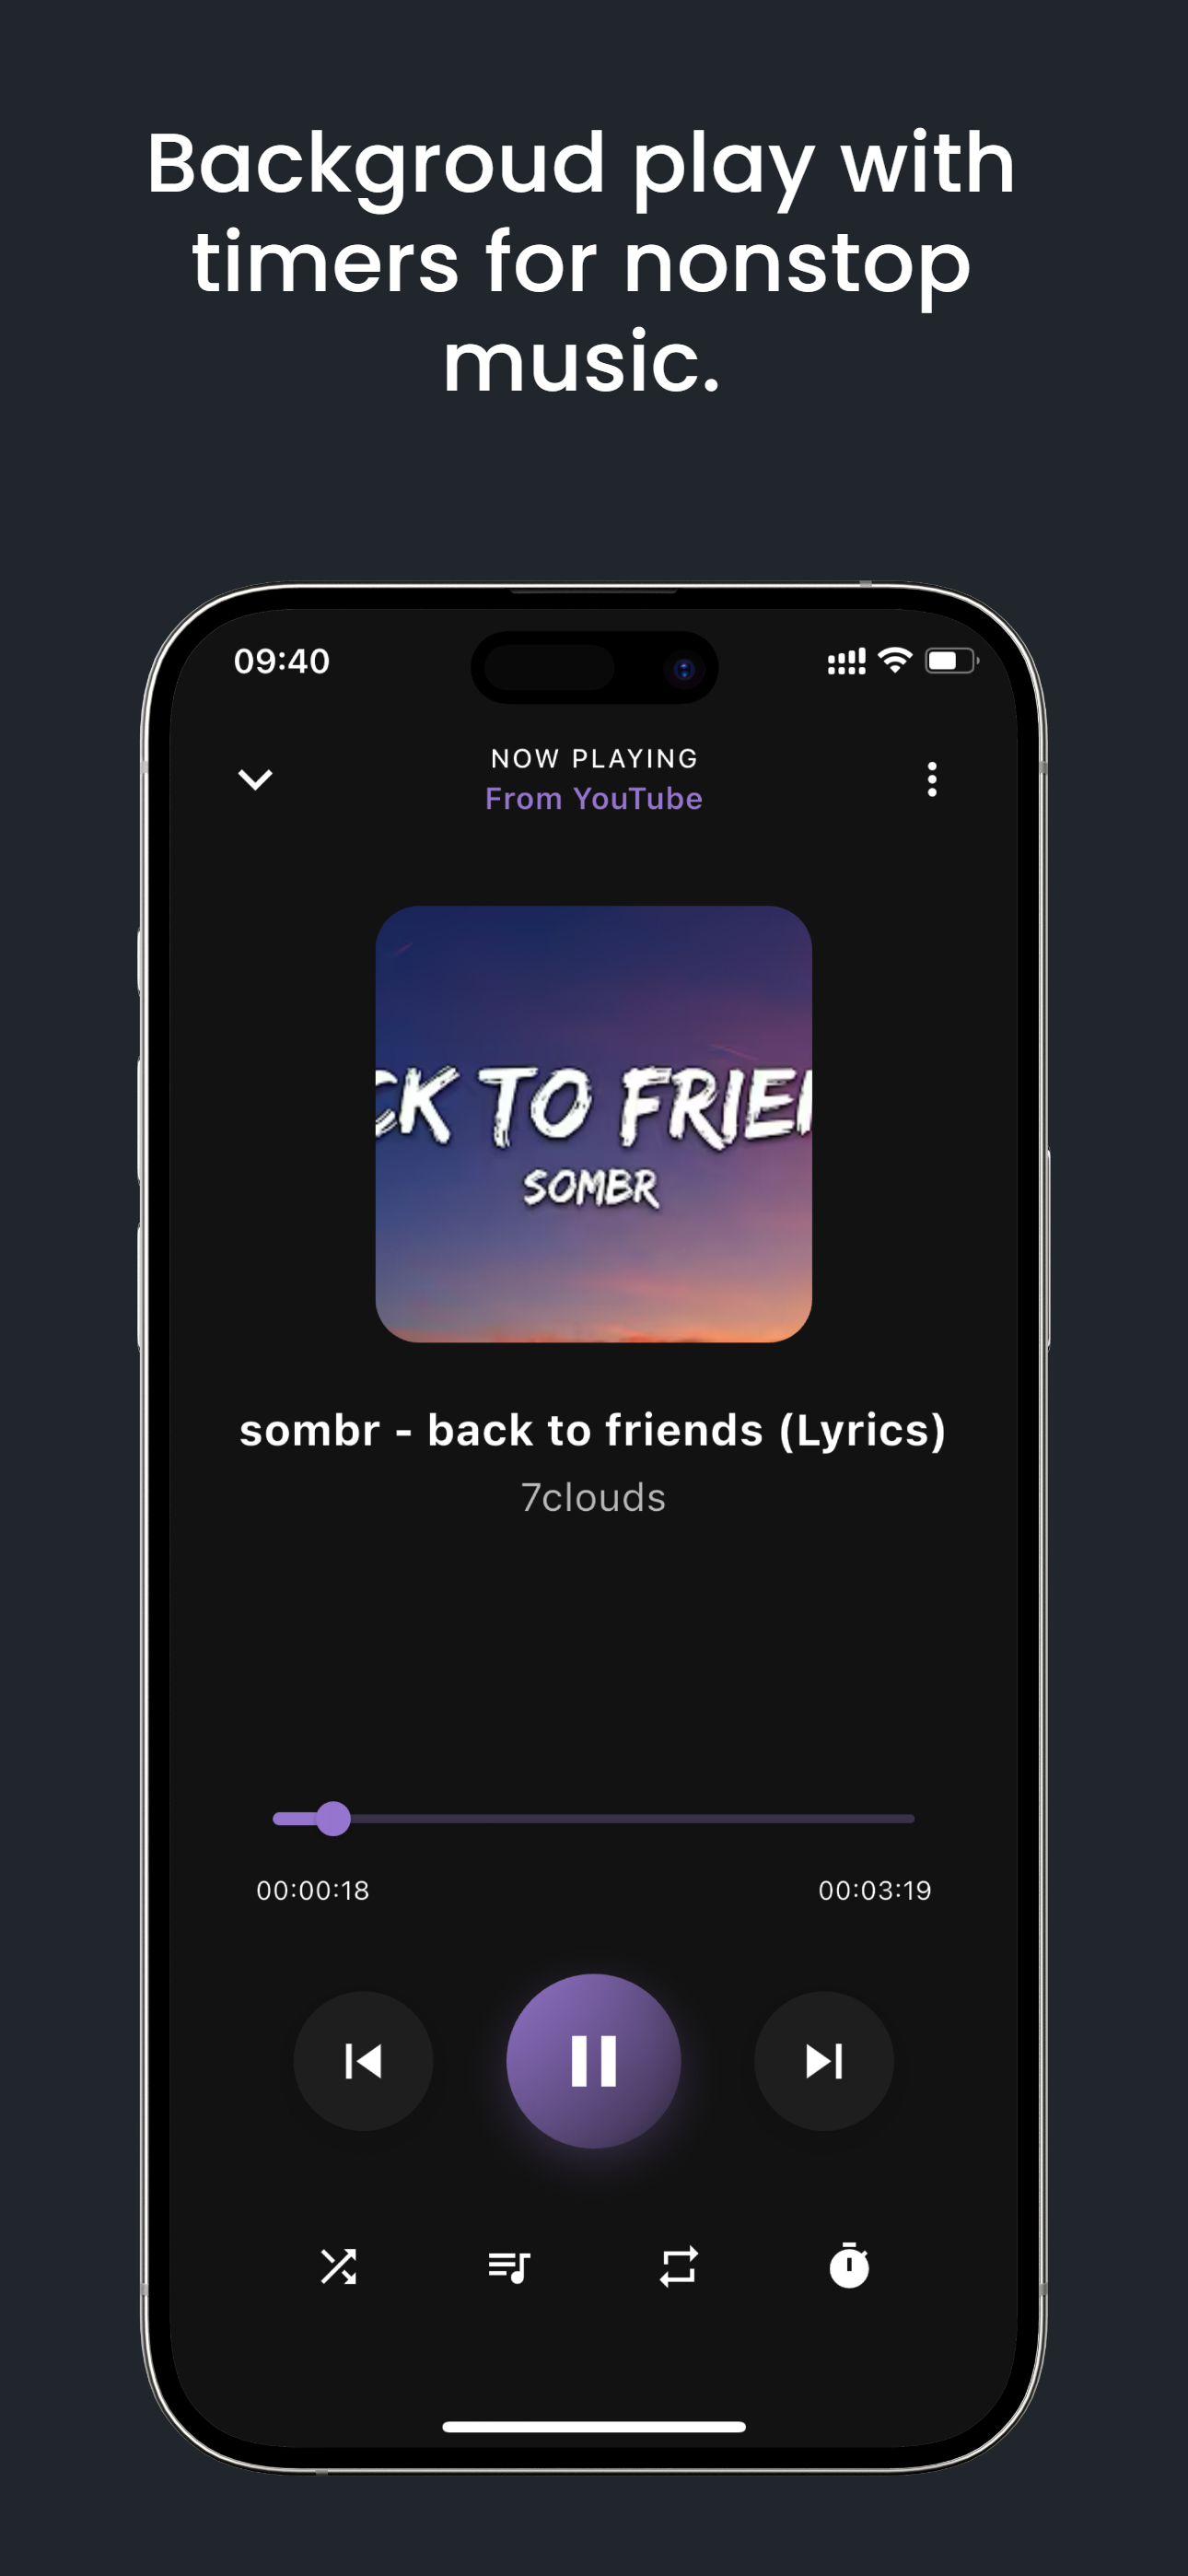 Backgroud play with
timers for nonstop
music.
09:40
NOW PLAYING
From YouTube
CK TO FRIE
SOMBR
sombr - back to friends (Lyrics)
7clouds
00:00:18
00:03:19